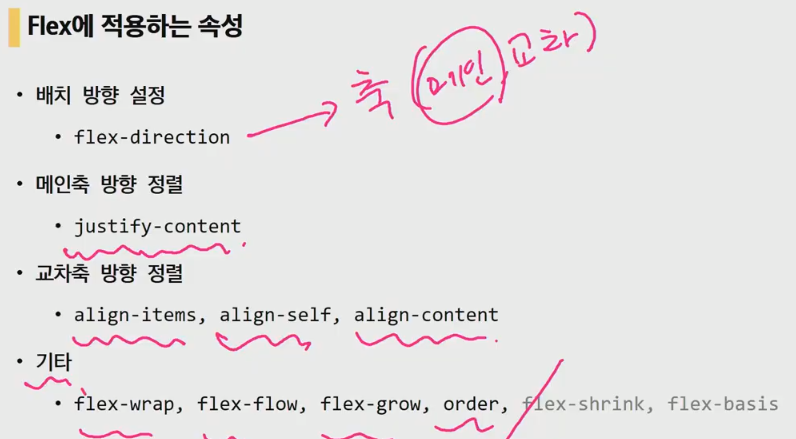 Flex에 적용하는 속성
축 (메인, 교차)
• 배치 방향 설정
• flex-direction
• 메인축 방향 정렬
• justify-content
• 교차축 방향 정렬
• align-items, align-self, align-content
• 기타
• flex-wrap, flex-flow, flex-grow, order, flex-shrink, flex-basis